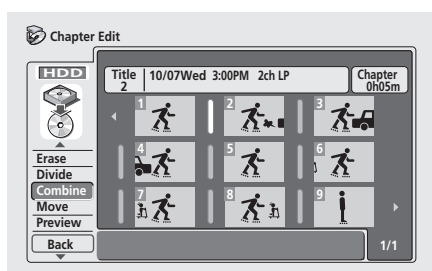 Chapter Edit
HDD
Title 2
10/07Wed 3:00PM 2ch LP
Chapter 0h05m
1
2
3
4
5
6
7
8
9
Erase
Divide
Combine
Move
Preview
Back
1/1